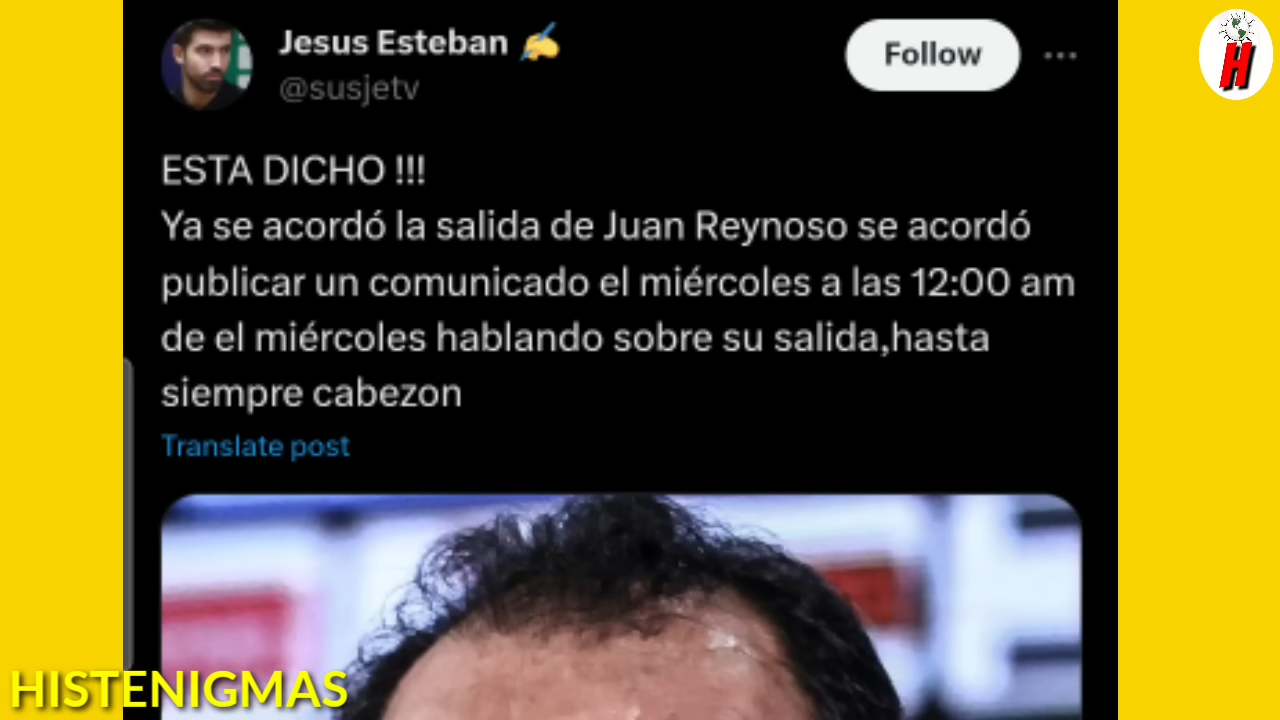 Jesus Esteban ✍️
@susjetv
Follow
H
ESTA DICHO !!!
Ya se acordó la salida de Juan Reynoso se acordó
publicar un comunicado el miércoles a las 12:00 am
de el miércoles hablando sobre su salida,hasta
siempre cabezon
Translate post
HISTENIGMAS